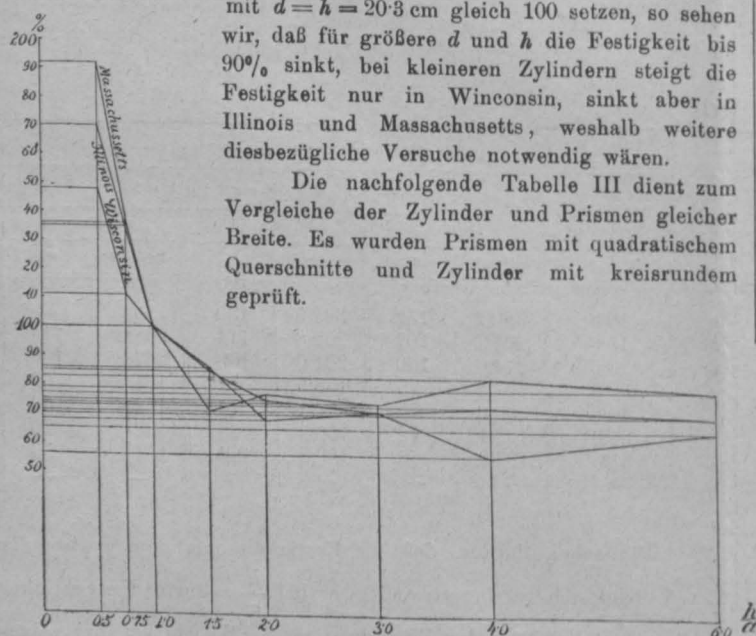 mit d = h = 20·3 cm gleich 100 setzen, so sehen
wir, daß für größere d und h die Festigkeit bis
90% sinkt, bei kleineren Zylindern steigt die
Festigkeit nur in Winconsin, sinkt aber in
Illinois und Massachusetts, weshalb weitere
diesbezügliche Versuche notwendig wären.
Die nachfolgende Tabelle III dient zum
Vergleiche der Zylinder und Prismen gleicher
Breite. Es wurden Prismen mit quadratischem
Querschnitte und Zylinder mit kreisrundem
geprüft.
%
200
90
80
70
60
50
40
30
20
10
100
90
80
70
60
50
Massachussetts
Illinois
Wisconsin
0 0·5 0·75 1·0 1·5 2·0 3·0 4·0 6·0
h